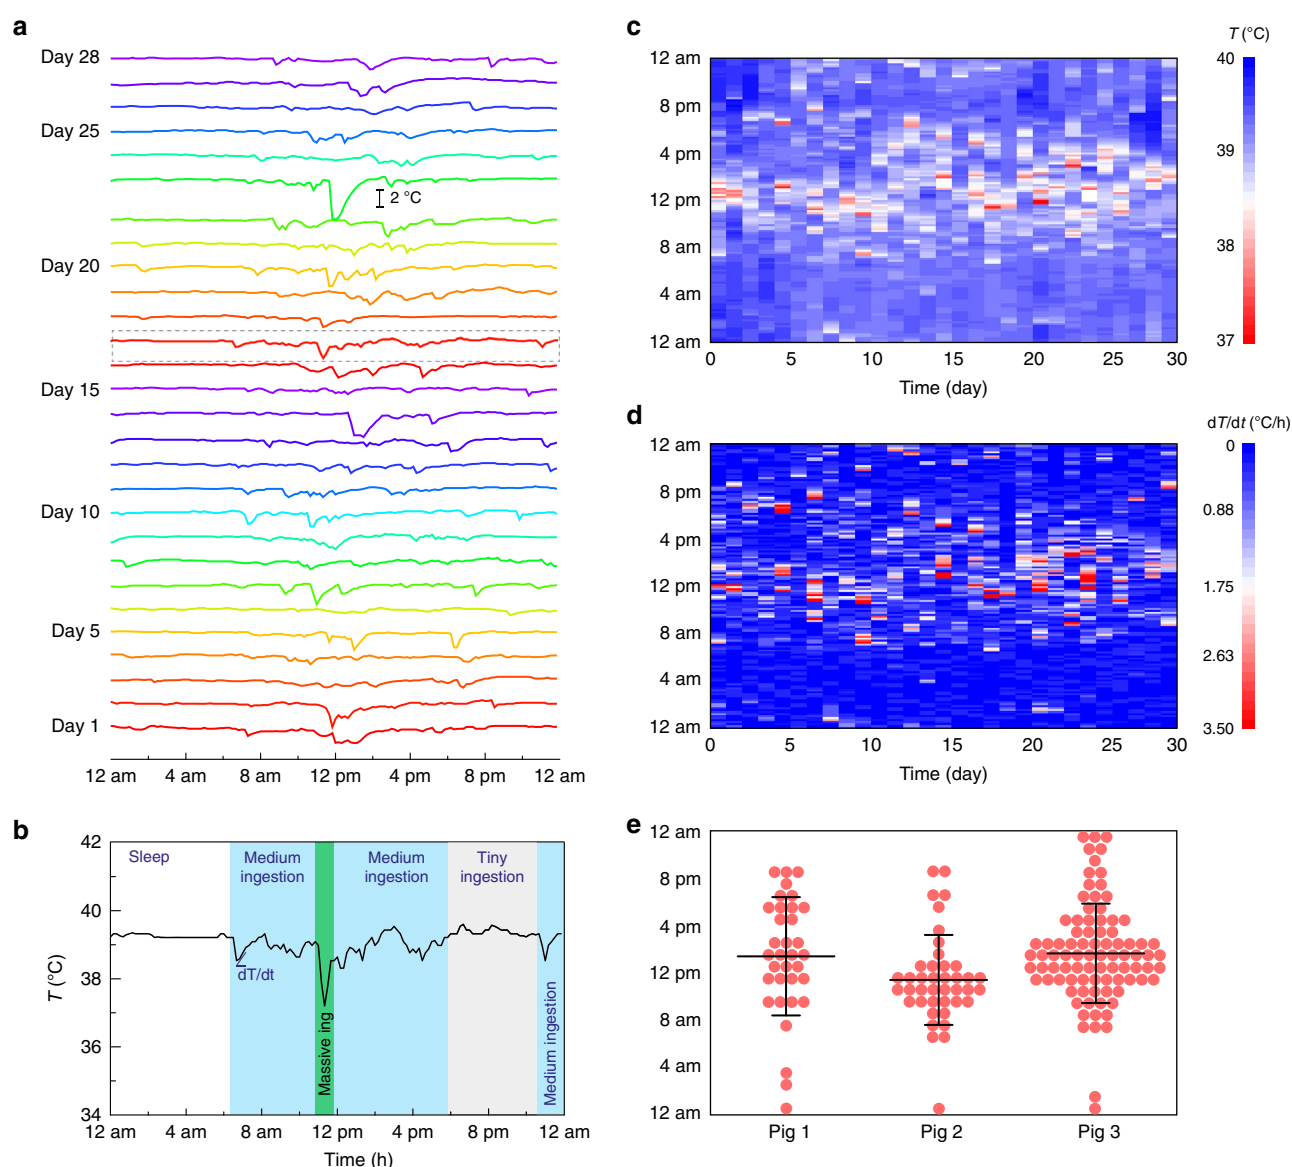 a
Day 28
Day 25
2 °C
Day 20
Day 15
Day 10
Day 5
Day 1
12 am 4 am 8 am 12 pm 4 pm 8 pm 12 am
b
42
40
38
36
34
T (°C)
Sleep
Medium ingestion
Massive ing
Medium ingestion
Tiny ingestion
Medium ingestion
dT/dt
12 am 4 am 8 am 12 pm 4 pm 8 pm 12 am
Time (h)
c
12 am
8 pm
4 pm
12 pm
8 am
4 am
12 am
0 5 10 15 20 25 30
Time (day)
T (°C)
40
39
38
37
d
12 am
8 pm
4 pm
12 pm
8 am
4 am
12 am
0 5 10 15 20 25 30
Time (day)
dT/dt (°C/h)
0
0.88
1.75
2.63
3.50
e
12 am
8 pm
4 pm
12 pm
8 am
4 am
12 am
Pig 1 Pig 2 Pig 3